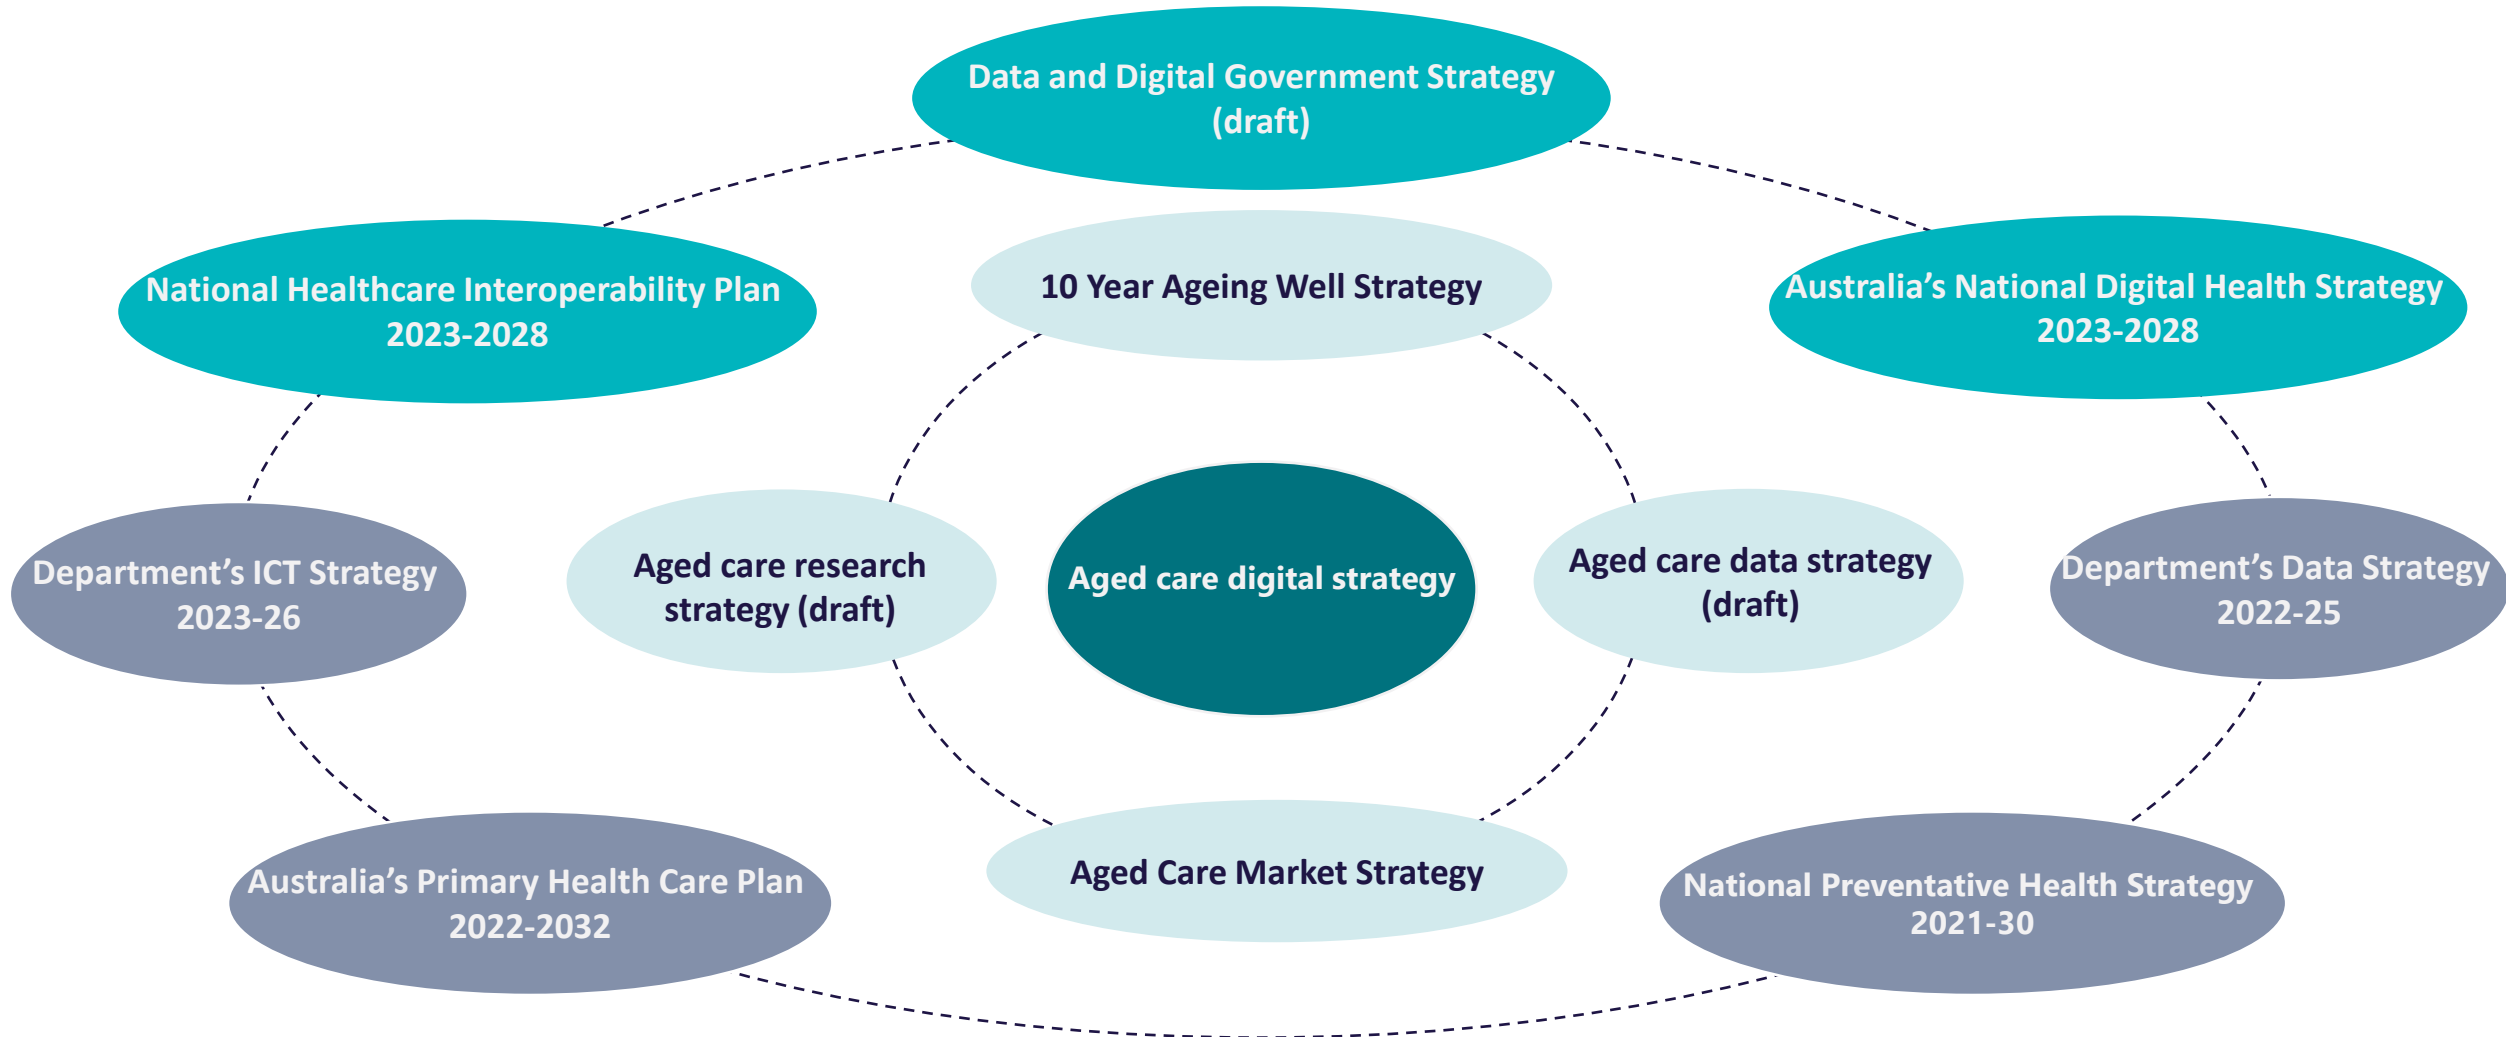 Data and Digital Government Strategy
(draft)
National Healthcare Interoperability Plan
2023-2028
10 Year Ageing Well Strategy
Australia’s National Digital Health Strategy
2023-2028
Department’s ICT Strategy
2023-26
Aged care research
strategy (draft)
Aged care digital strategy
Aged care data strategy
(draft)
Department’s Data Strategy
2022-25
Australia’s Primary Health Care Plan
2022-2032
Aged Care Market Strategy
National Preventative Health Strategy
2021-30